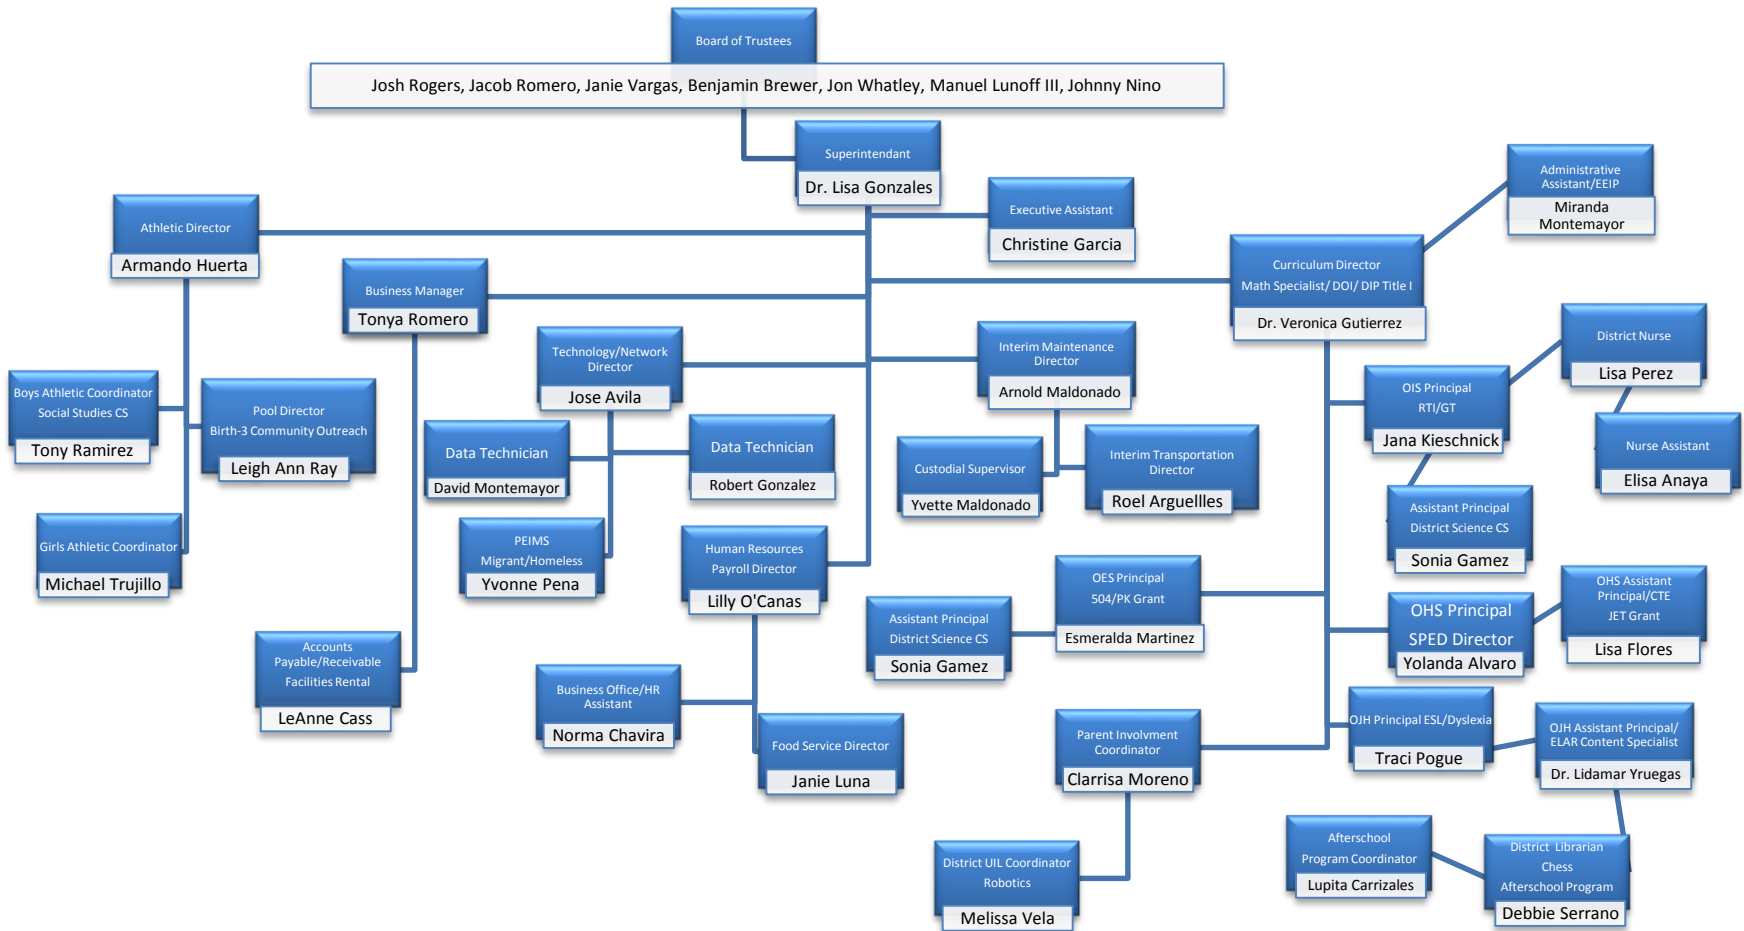 Board of Trustees
Josh Rogers, Jacob Romero, Janie Vargas, Benjamin Brewer, Jon Whatley, Manuel Lunoff III, Johnny Nino
Superintendant
Dr. Lisa Gonzales
Executive Assistant
Christine Garcia
Administrative
Assistant/EEIP
Miranda
Montemayor
Athletic Director
Armando Huerta
Business Manager
Tonya Romero
Curriculum Director
Math Specialist/ DOI/ DIP Title I
Dr. Veronica Gutierrez
Technology/Network
Director
Jose Avila
Interim Maintenance
Director
Arnold Maldonado
District Nurse
Lisa Perez
OIS Principal
RTI/GT
Jana Kieschnick
Boys Athletic Coordinator
Social Studies CS
Tony Ramirez
Pool Director
Birth-3 Community Outreach
Leigh Ann Ray
Data Technician
David Montemayor
Data Technician
Robert Gonzalez
Custodial Supervisor
Yvette Maldonado
Interim Transportation
Director
Roel Arguellles
Nurse Assistant
Elisa Anaya
Assistant Principal
District Science CS
Sonia Gamez
Girls Athletic Coordinator
Michael Trujillo
PEIMS
Migrant/Homeless
Yvonne Pena
Human Resources
Payroll Director
Lilly O'Canas
OES Principal
504/PK Grant
Esmeralda Martinez
Assistant Principal
District Science CS
Sonia Gamez
OHS Principal
SPED Director
Yolanda Alvaro
OHS Assistant
Principal/CTE
JET Grant
Lisa Flores
Accounts
Payable/Receivable
Facilities Rental
LeAnne Cass
Business Office/HR
Assistant
Norma Chavira
Food Service Director
Janie Luna
Parent Involvment
Coordinator
Clarrisa Moreno
OJH Principal ESL/Dyslexia
Traci Pogue
OJH Assistant Principal/
ELAR Content Specialist
Dr. Lidamar Yruegas
District UIL Coordinator
Robotics
Melissa Vela
Afterschool
Program Coordinator
Lupita Carrizales
District Librarian
Chess
Afterschool Program
Debbie Serrano